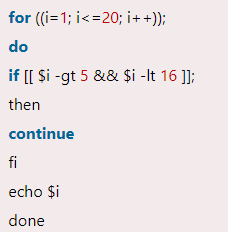 for ((i=1; i<=20; i++));
do
if [[ $i -gt 5 && $i -lt 16 ]];
then
continue
fi
echo $i
done